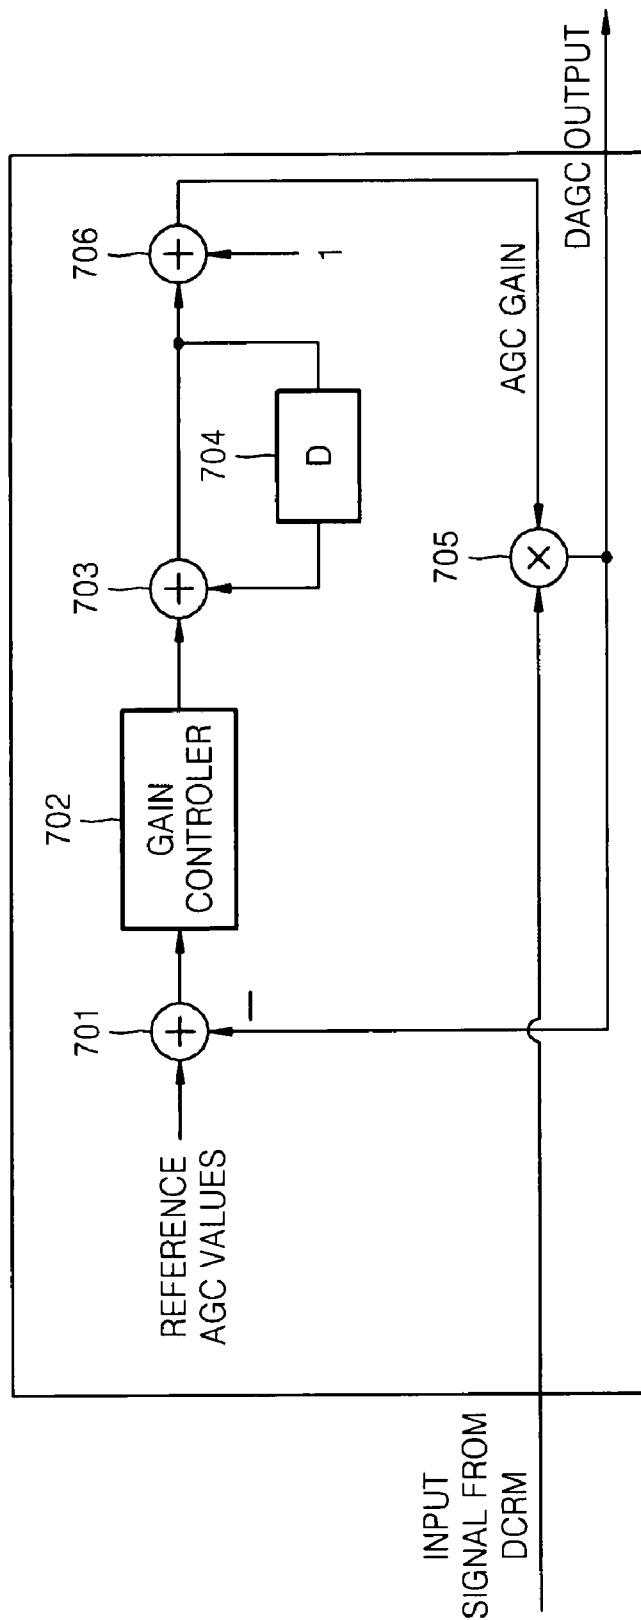 INPUT
SIGNAL FROM
DCRM
REFERENCE
AGC VALUES
701
+
−
702
GAIN
CONTROLER
703
+
704
D
706
+
1
705
×
AGC GAIN
DAGC OUTPUT